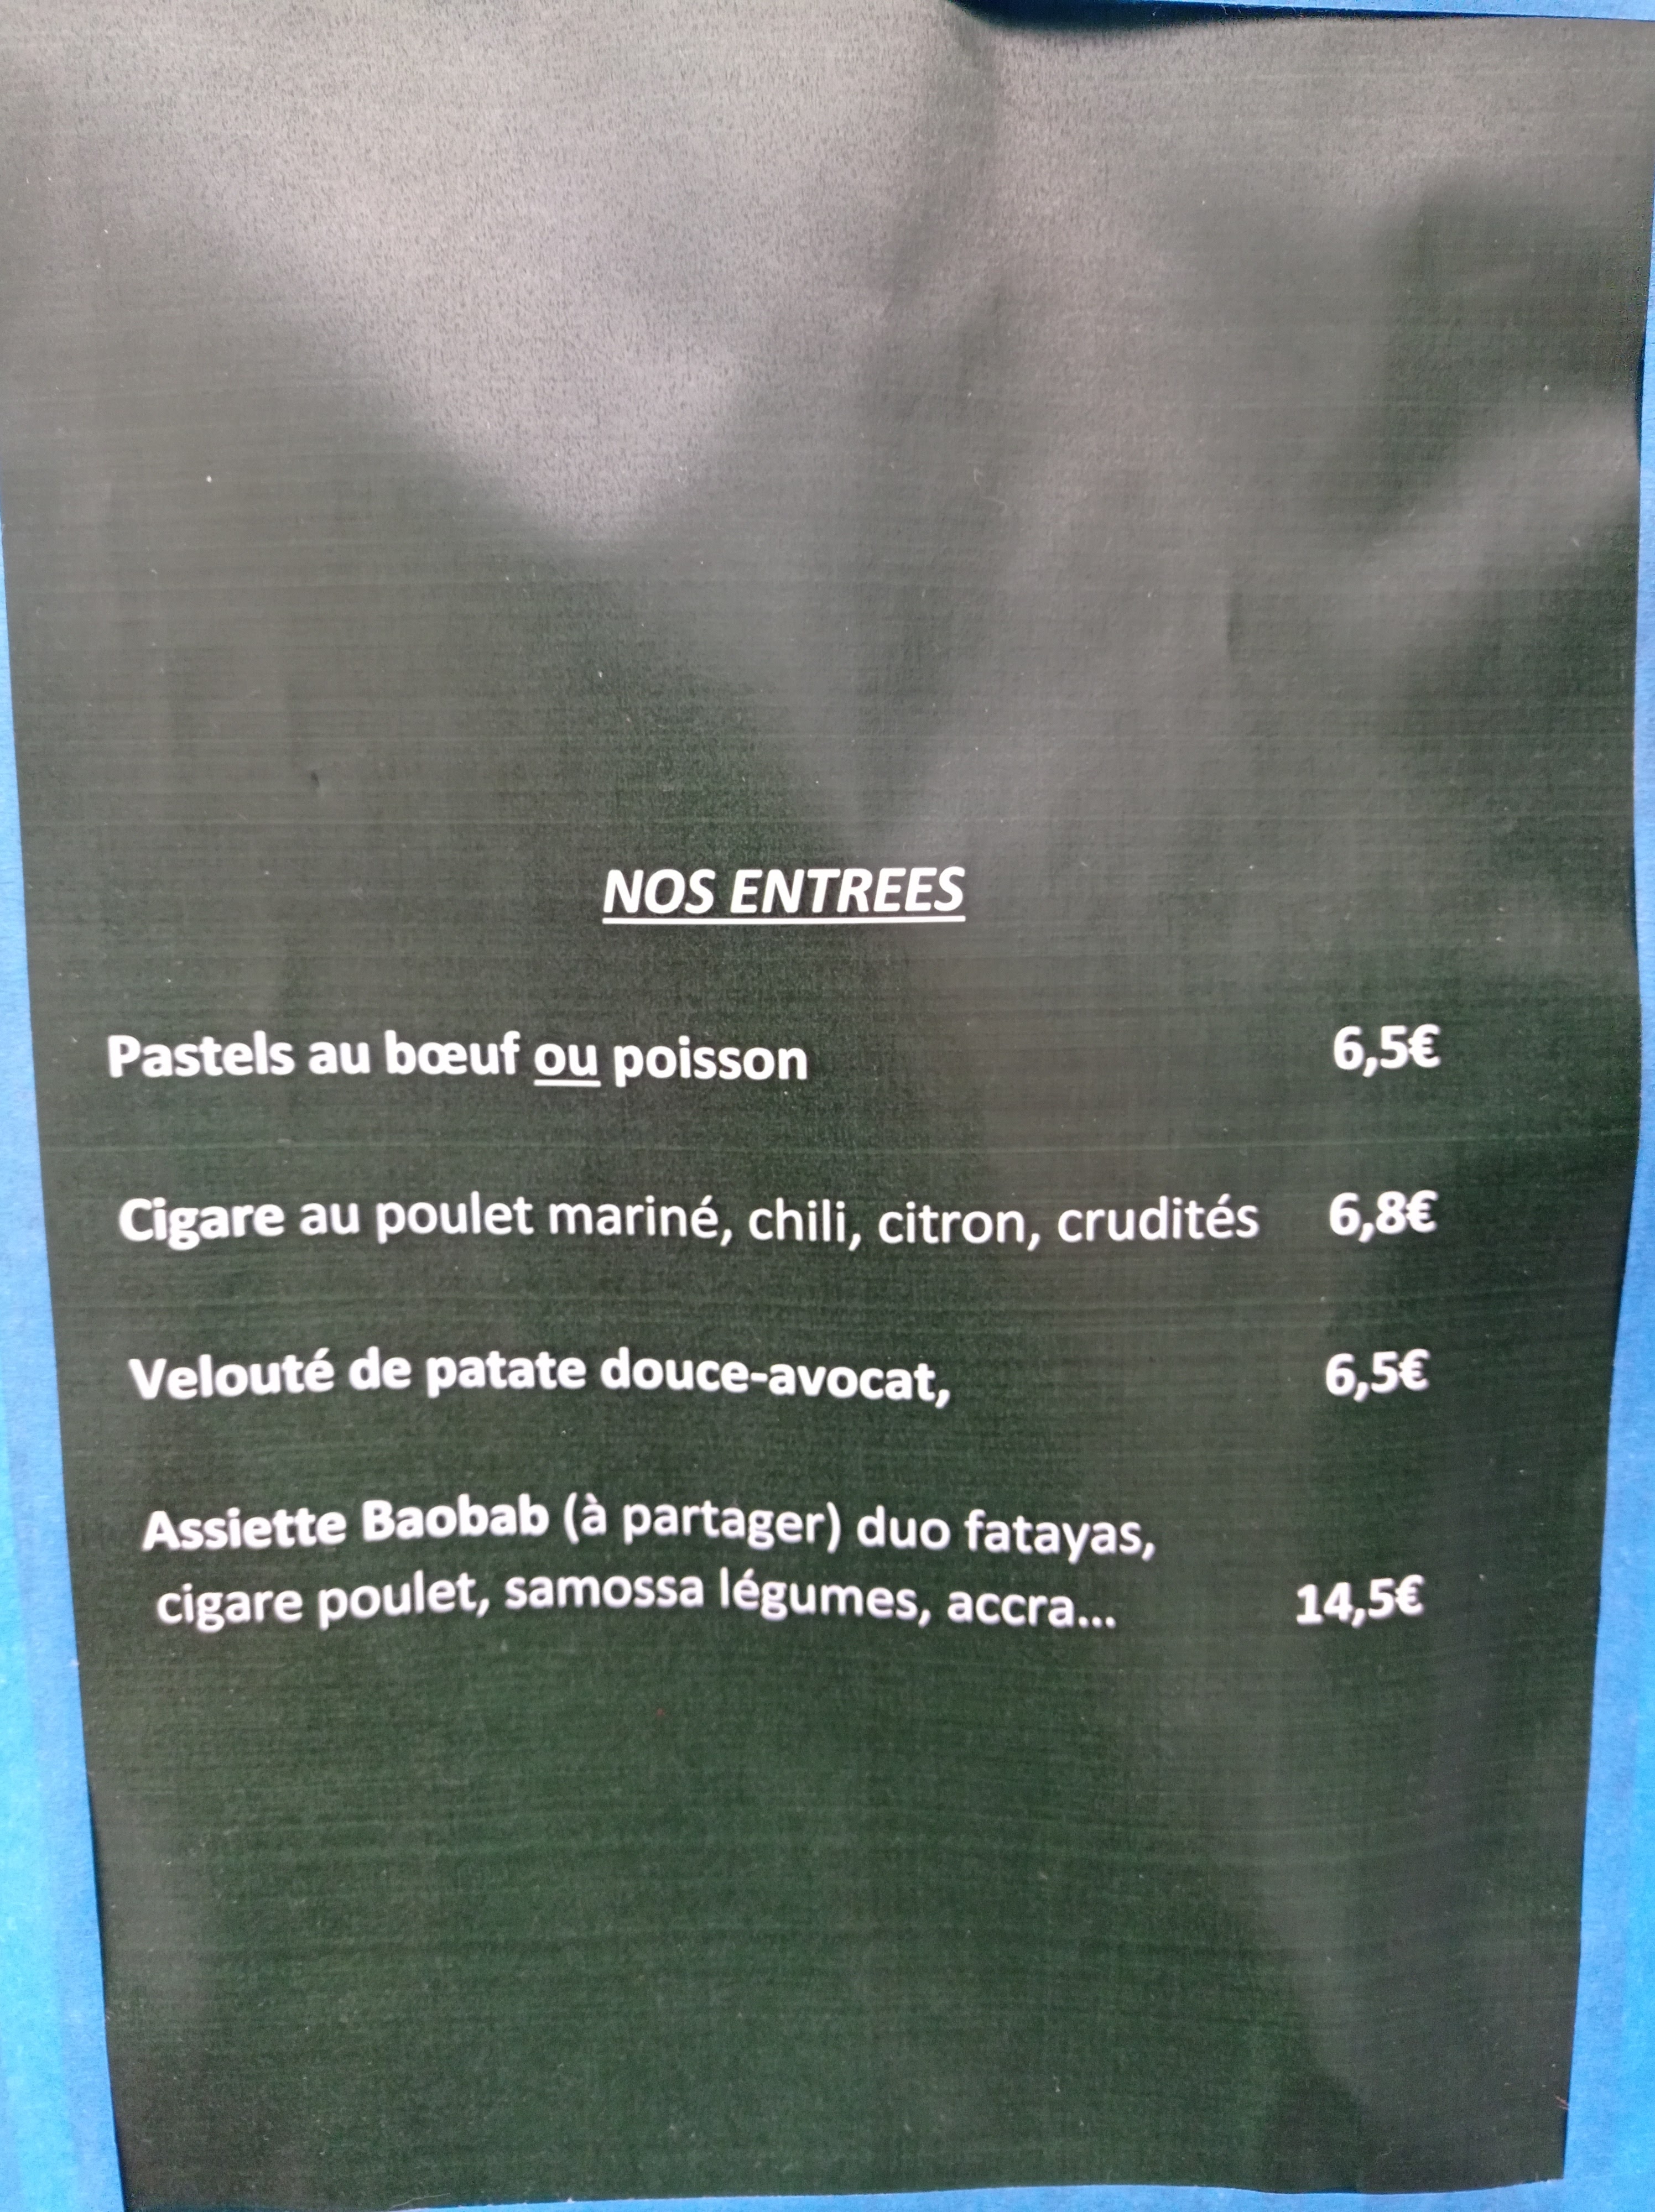 NOS ENTREES
Pastels au bœuf ou poisson 6,5€
Cigare au poulet mariné, chili, citron, crudités 6,8€
Velouté de patate douce-avocat, 6,5€
Assiette Baobab (à partager) duo fatayas,
cigare poulet, samossa légumes, accra... 14,5€